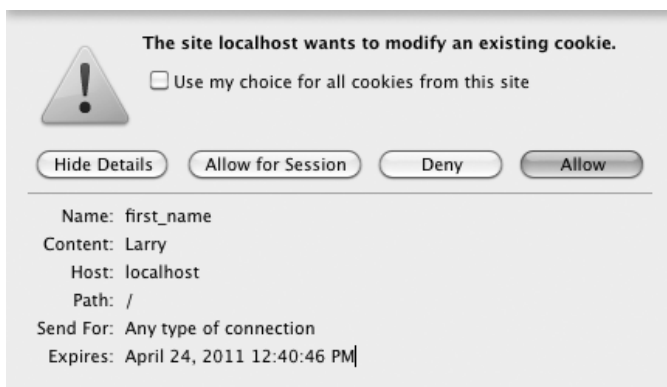 The site localhost wants to modify an existing cookie.
Use my choice for all cookies from this site
Hide Details Allow for Session Deny Allow
Name: first_name
Content: Larry
Host: localhost
Path: /
Send For: Any type of connection
Expires: April 24, 2011 12:40:46 PM